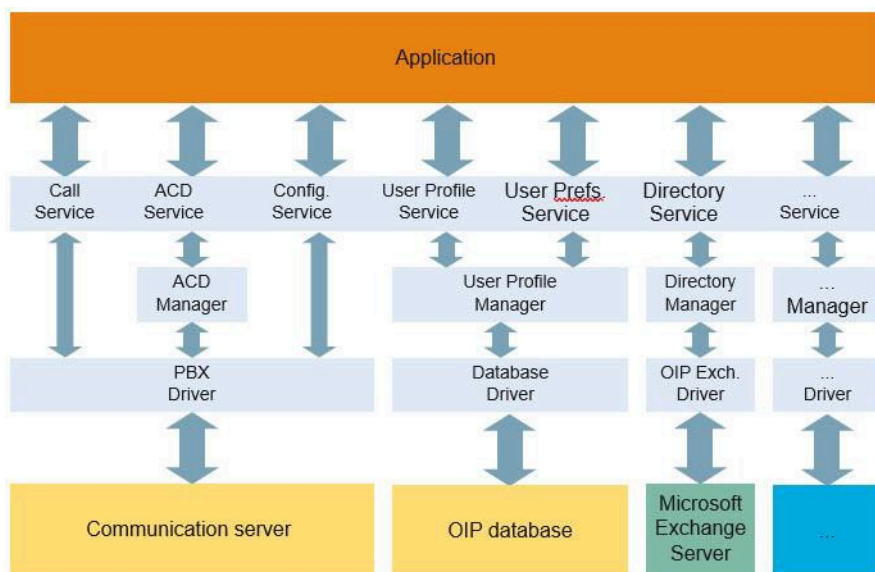 Application
Call
Service
ACD
Service
Config.
Service
User Profile
Service
User Prefs.
Service
Directory
Service
...
Service
ACD
Manager
User Profile
Manager
Directory
Manager
...
Manager
PBX
Driver
Database
Driver
OIP Exch.
Driver
...
Driver
Communication server
OIP database
Microsoft
Exchange
Server
...